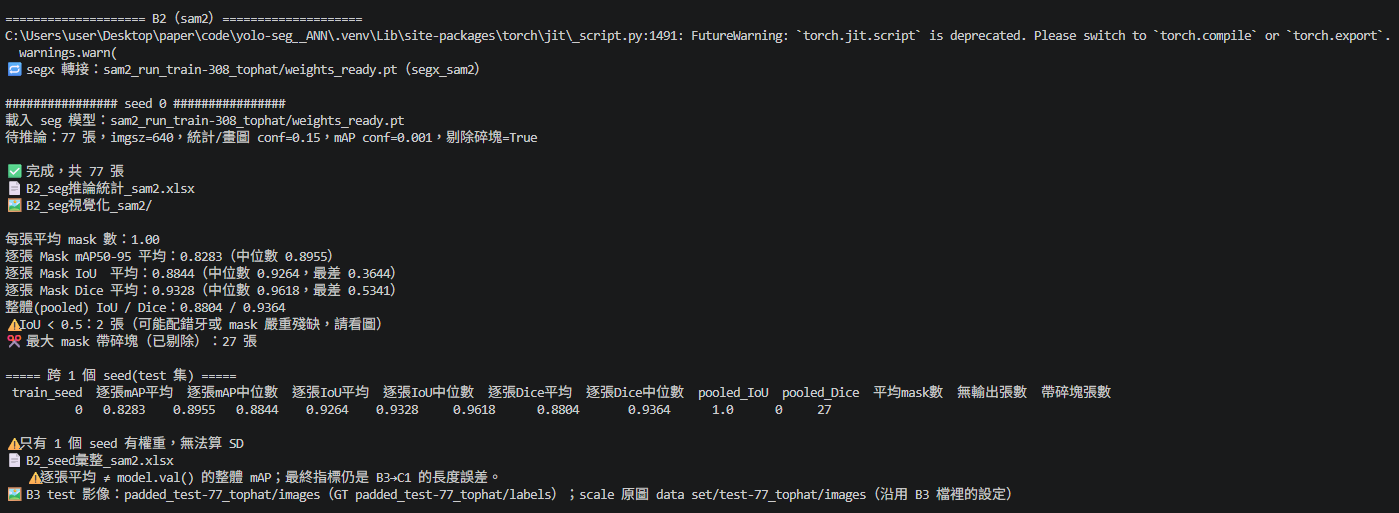 ==================== B2（sam2）====================
C:\Users\user\Desktop\paper\code\yolo-seg__ANN\.venv\Lib\site-packages\torch\jit\_script.py:1491: FutureWarning: `torch.jit.script` is deprecated. Please switch to `torch.compile` or `torch.export`.
  warnings.warn(
🔁 segx 轉接：sam2_run_train-308_tophat/weights_ready.pt（segx_sam2）
################ seed 0 ################
載入 seg 模型：sam2_run_train-308_tophat/weights_ready.pt
待推論：77 張，imgsz=640，統計/畫圖 conf=0.15，mAP conf=0.001，剔除碎塊=True
✅ 完成，共 77 張
📄 B2_seg推論統計_sam2.xlsx
🖼️ B2_seg視覺化_sam2/
每張平均 mask 數：1.00
逐張 Mask mAP50-95 平均：0.8283（中位數 0.8955）
逐張 Mask IoU  平均：0.8844（中位數 0.9264，最差 0.3644）
逐張 Mask Dice 平均：0.9328（中位數 0.9618，最差 0.5341）
整體(pooled) IoU / Dice：0.8804 / 0.9364
⚠️IoU < 0.5：2 張（可能配錯牙或 mask 嚴重殘缺，請看圖）
✂️ 最大 mask 帶碎塊（已剔除）：27 張
===== 跨 1 個 seed(test 集) =====
train_seed  逐張mAP平均  逐張mAP中位數  逐張IoU平均  逐張IoU中位數  逐張Dice平均  逐張Dice中位數  pooled_IoU  pooled_Dice  平均mask數  無輸出張數  帶碎塊張數
0  0.8283  0.8955  0.8844  0.9264  0.9328  0.9618  0.8804  0.9364  1.0  0  27
⚠️只有 1 個 seed 有權重，無法算 SD
📄 B2_seed彙整_sam2.xlsx
⚠️逐張平均 ≠ model.val() 的整體 mAP；最終指標仍是 B3→C1 的長度誤差。
🖼️ B3 test 影像：padded_test-77_tophat/images（GT padded_test-77_tophat/labels）；scale 原圖 data set/test-77_tophat/images（沿用 B3 檔裡的設定）